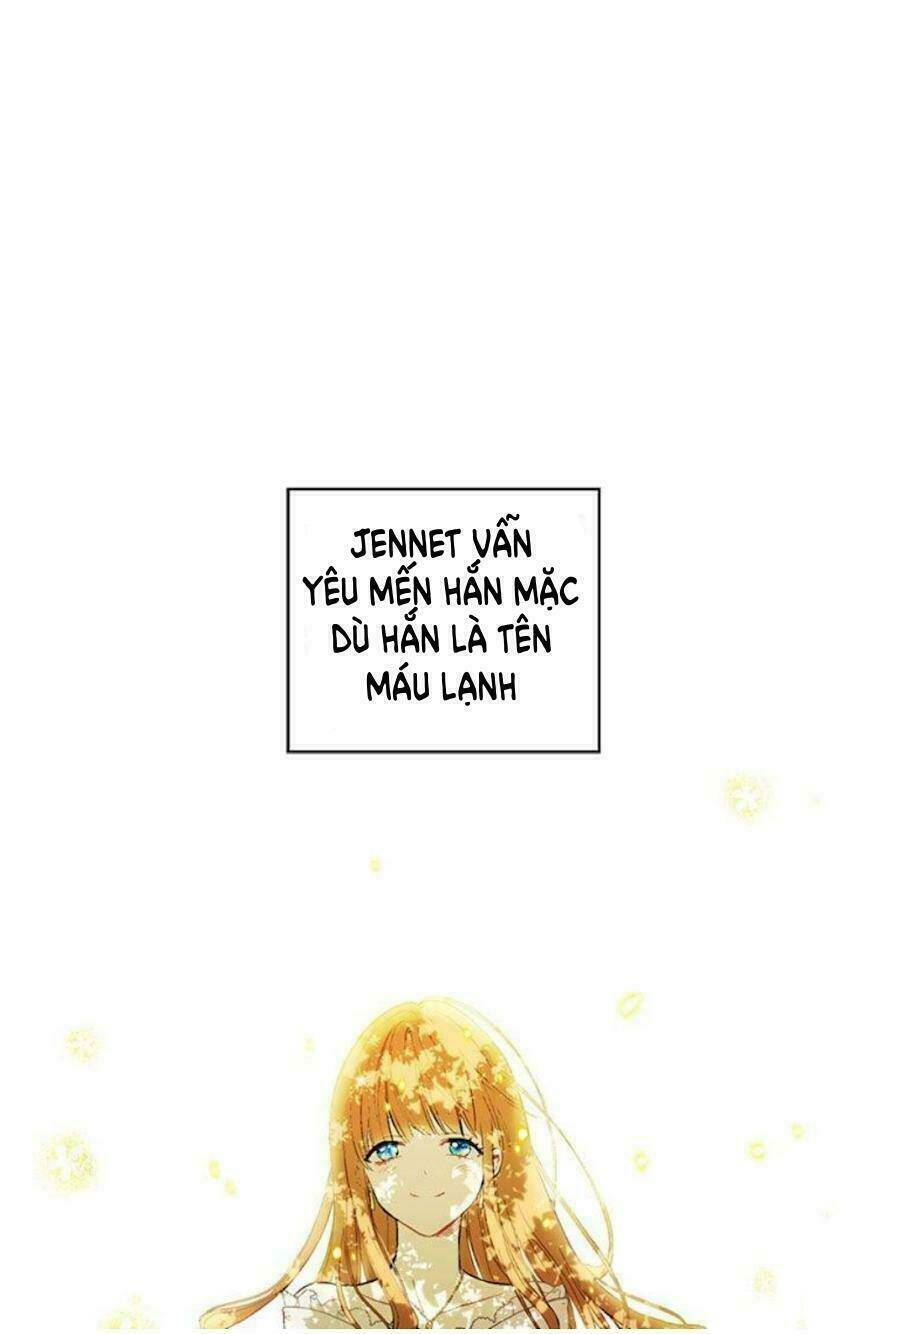 JENNET VẪN
YÊU MẾN HẮN MẶC
DÙ HẮN LÀ TÊN
MÁU LẠNH